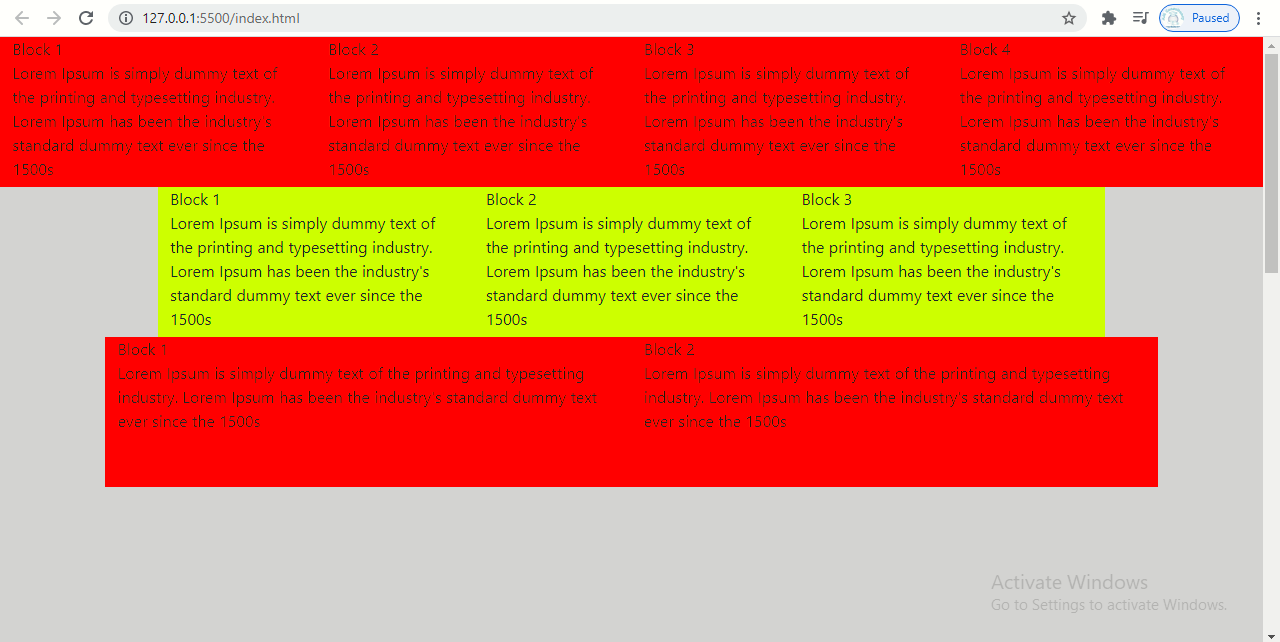 127.0.0.1:5500/index.html
Paused
Block 1
Lorem Ipsum is simply dummy text of
the printing and typesetting industry.
Lorem Ipsum has been the industry's
standard dummy text ever since the
1500s
Block 2
Lorem Ipsum is simply dummy text of
the printing and typesetting industry.
Lorem Ipsum has been the industry's
standard dummy text ever since the
1500s
Block 3
Lorem Ipsum is simply dummy text of
the printing and typesetting industry.
Lorem Ipsum has been the industry's
standard dummy text ever since the
1500s
Block 4
Lorem Ipsum is simply dummy text of
the printing and typesetting industry.
Lorem Ipsum has been the industry's
standard dummy text ever since the
1500s
Block 1
Lorem Ipsum is simply dummy text of
the printing and typesetting industry.
Lorem Ipsum has been the industry's
standard dummy text ever since the
1500s
Block 2
Lorem Ipsum is simply dummy text of
the printing and typesetting industry.
Lorem Ipsum has been the industry's
standard dummy text ever since the
1500s
Block 3
Lorem Ipsum is simply dummy text of
the printing and typesetting industry.
Lorem Ipsum has been the industry's
standard dummy text ever since the
1500s
Block 1
Lorem Ipsum is simply dummy text of the printing and typesetting
industry. Lorem Ipsum has been the industry's standard dummy text
ever since the 1500s
Block 2
Lorem Ipsum is simply dummy text of the printing and typesetting
industry. Lorem Ipsum has been the industry's standard dummy text
ever since the 1500s
Activate Windows
Go to Settings to activate Windows.